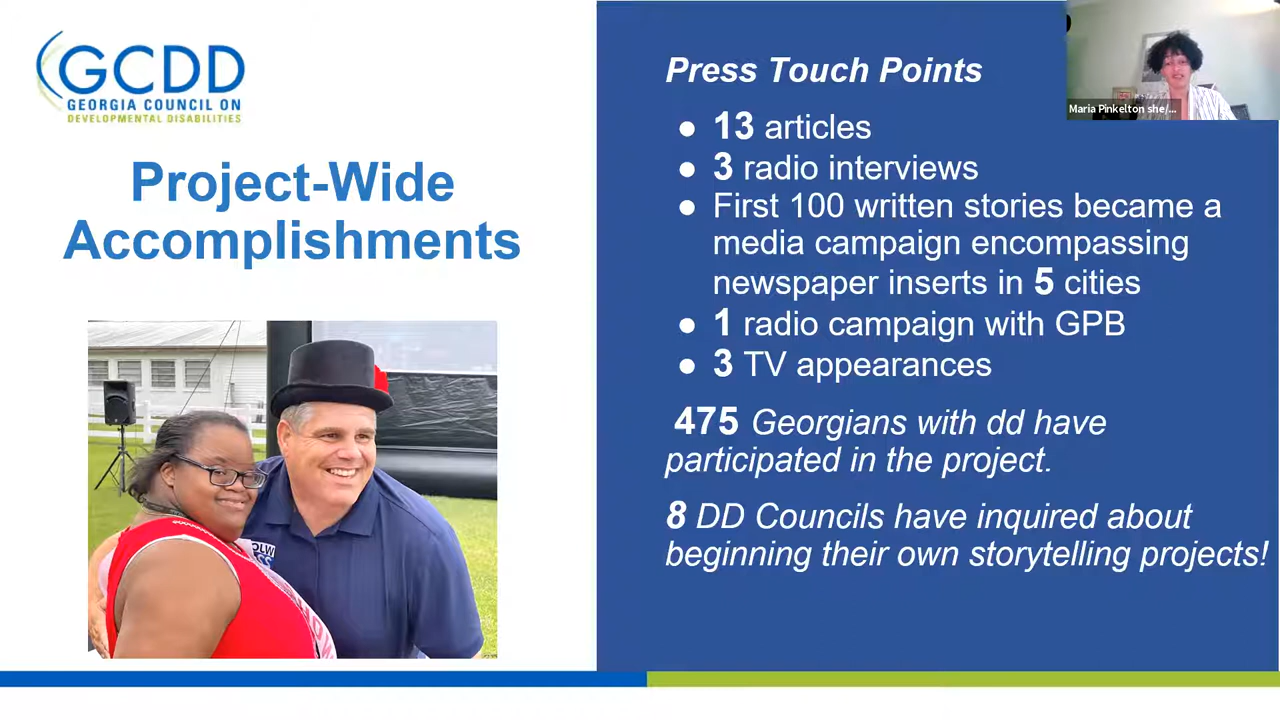 GCDD
GEORGIA COUNCIL ON
DEVELOPMENTAL DISABILITIES
Project-Wide
Accomplishments
Press Touch Points
● 13 articles
● 3 radio interviews
● First 100 written stories became a
media campaign encompassing
newspaper inserts in 5 cities
● 1 radio campaign with GPB
● 3 TV appearances
475 Georgians with dd have
participated in the project.
8 DD Councils have inquired about
beginning their own storytelling projects!
Maria Pinkelton she/...